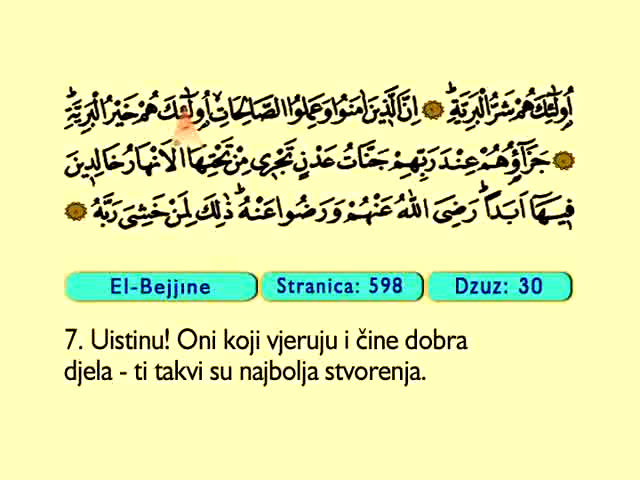 اُولٰٓئِكَ هُمْ شَرُّ الْبَرِيَّةِۜ اِنَّ الَّذ۪ينَ اٰمَنُوا وَعَمِلُوا الصَّالِحَاتِۙ اُولٰٓئِكَ هُمْ خَيْرُ الْبَرِيَّةِۜ
جَزَٓاؤُ۬هُمْ عِنْدَ رَبِّهِمْ جَنَّاتُ عَدْنٍ تَجْر۪ي مِنْ تَحْتِهَا الْاَنْهَارُ خَالِد۪ينَ
ف۪يهَٓا اَبَدًاۜ رَضِيَ اللّٰهُ عَنْهُمْ وَرَضُوا عَنْهُۜ ذٰلِكَ لِمَنْ خَشِيَ رَبَّهُ
El-Bejjine Stranica: 598 Dzuz: 30
7. Uistinu! Oni koji vjeruju i čine dobra
djela - ti takvi su najbolja stvorenja.